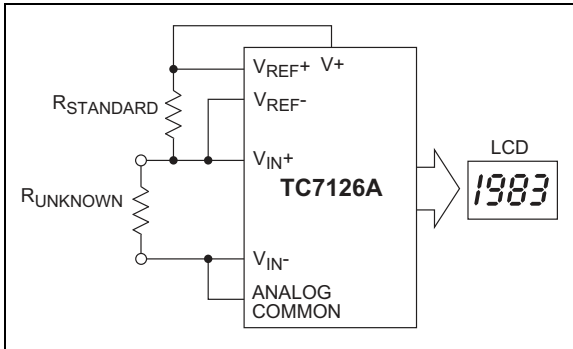 VREF+ V+
RSTANDARD
VREF-
LCD
VIN+
TC7126A
1983
RUNKNOWN
VIN-
ANALOG
COMMON